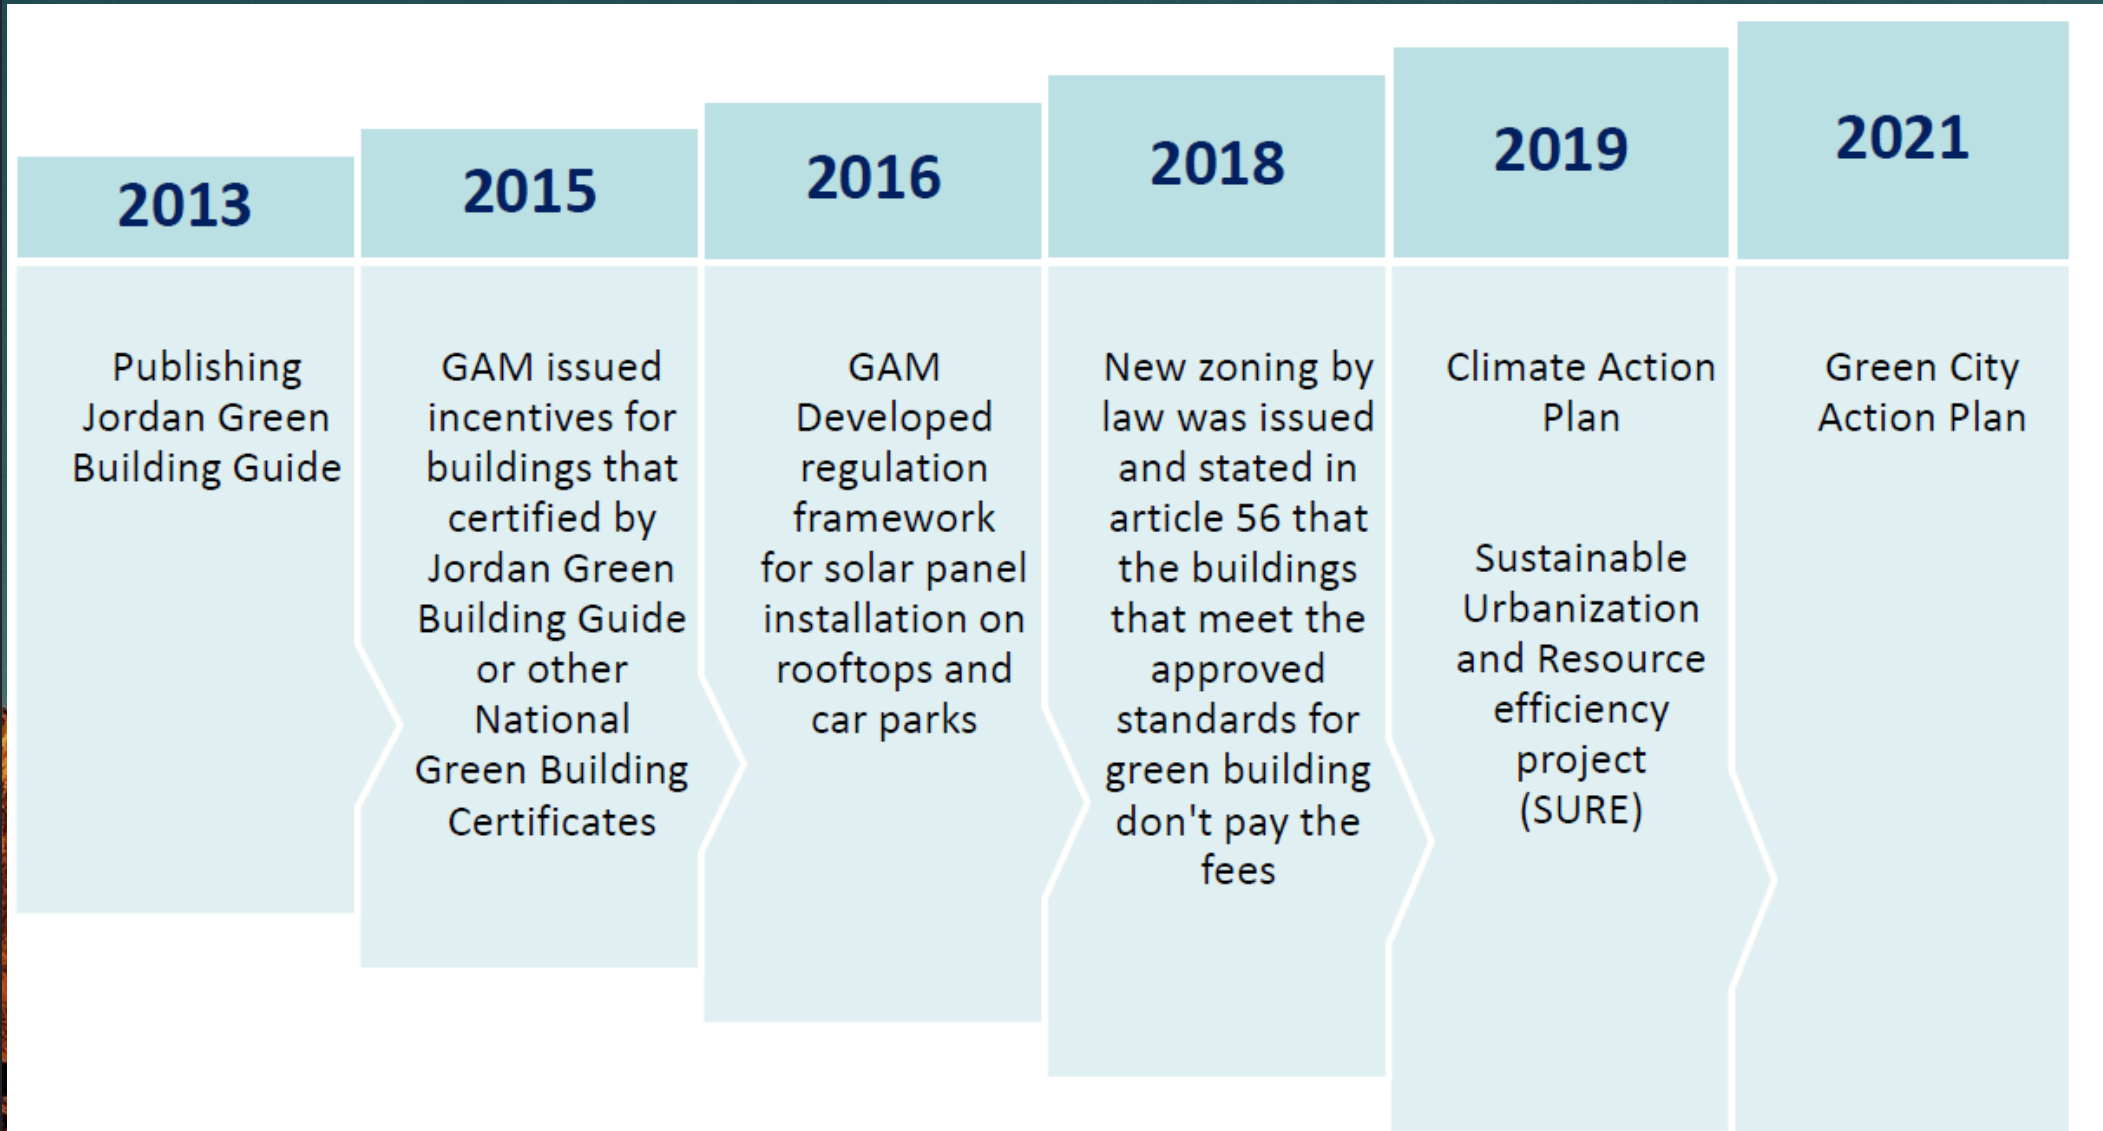 2013
Publishing
Jordan Green
Building Guide
2015
GAM issued
incentives for
buildings that
certified by
Jordan Green
Building Guide
or other
National
Green Building
Certificates
2016
GAM
Developed
regulation
framework
for solar panel
installation on
rooftops and
car parks
2018
New zoning by
law was issued
and stated in
article 56 that
the buildings
that meet the
approved
standards for
green building
don't pay the
fees
2019
Climate Action
Plan
Sustainable
Urbanization
and Resource
efficiency
project
(SURE)
2021
Green City
Action Plan